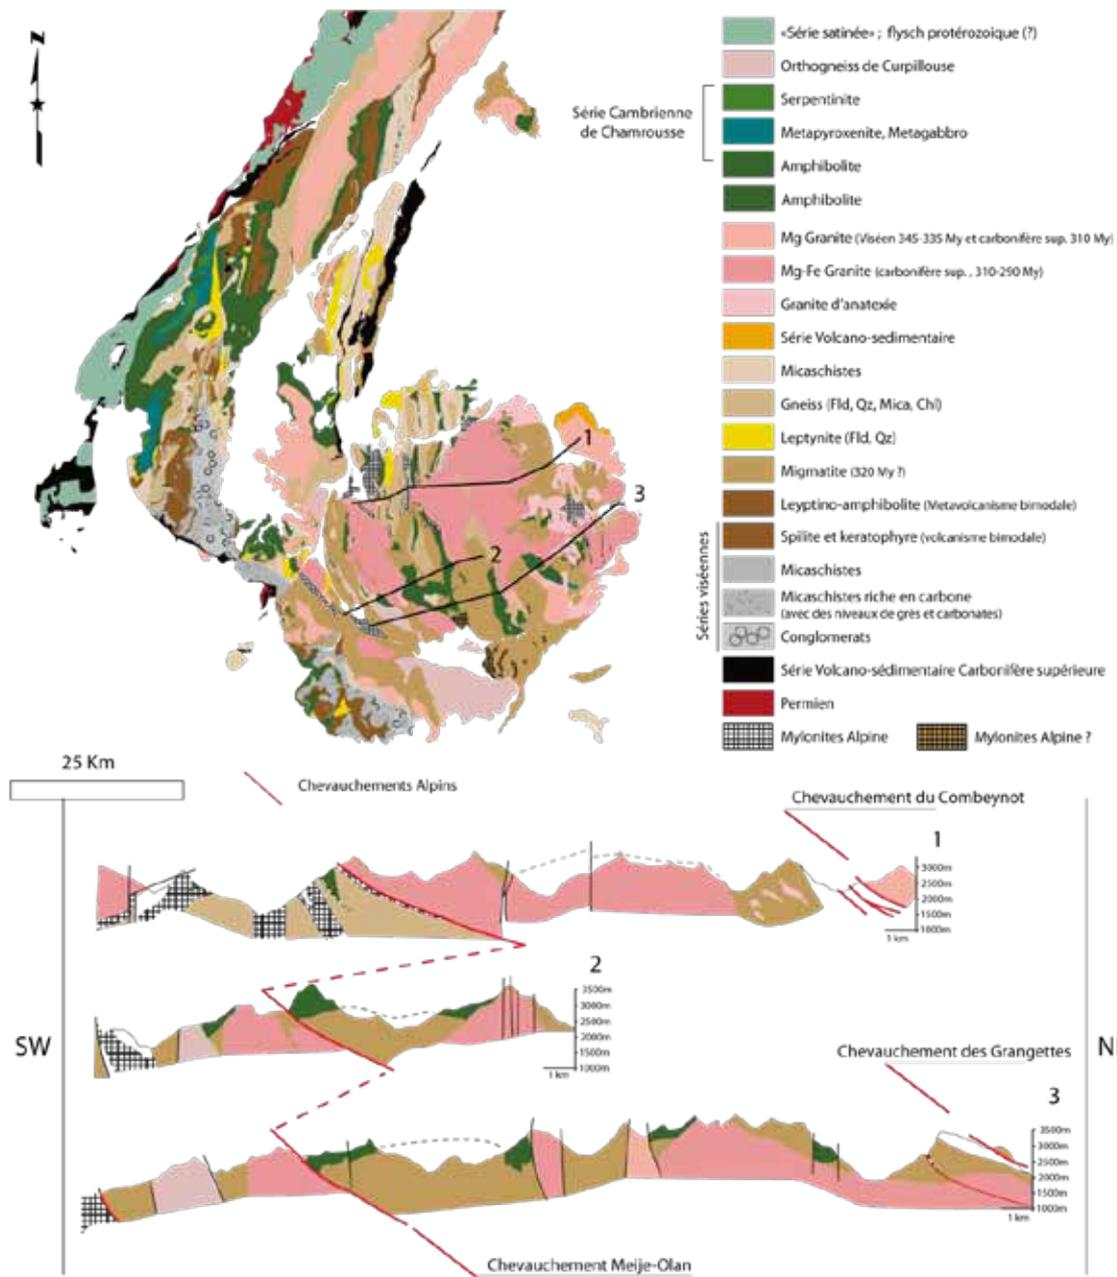 N
«Série satinée» ; flysch protérozoique (?)
Orthogneiss de Curpillouse
Série Cambrienne
de Chamrousse
Serpentinite
Metapyroxenite, Metagabbro
Amphibolite
Amphibolite
Mg Granite (Viséen 345-335 My et carbonifère sup. 310 My)
Mg-Fe Granite (carbonifère sup. , 310-290 My)
Granite d'anatexie
Série Volcano-sedimentaire
Micaschistes
Gneiss (Fld, Qz, Mica, Chl)
Leptynite (Fld, Qz)
Migmatite (320 My ?)
Leyptino-amphibolite (Metavolcanisme bimodale)
Séries viséennes
Spilite et keratophyre (volcanisme bimodale)
Micaschistes
Micaschistes riche en carbone
(avec des niveaux de grès et carbonates)
Conglomerats
Série Volcano-sédimentaire Carbonifère supérieure
Permien
Mylonites Alpine
Mylonites Alpine ?
1
3
2
25 Km
Chevauchements Alpins
Chevauchement du Combeynot
1
3000m
2500m
2000m
1500m
1000m
1 km
2
3500m
3000m
2500m
2000m
1500m
1000m
1 km
SW
N
Chevauchement des Grangettes
3
3500m
3000m
2500m
2000m
1500m
1000m
1 km
Chevauchement Meije-Olan